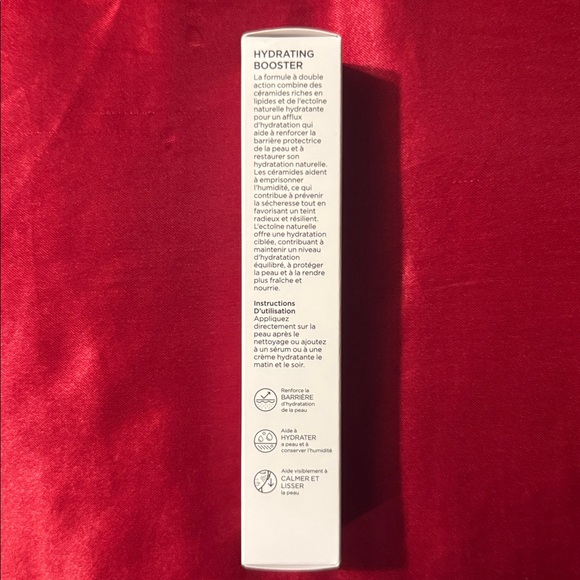 HYDRATING
BOOSTER
La formule à double
action combine des
céramides riches en
lipides et de l'ectoïne
naturelle hydratante
pour un afflux
d'hydratation qui
aide à renforcer la
barrière protectrice
de la peau et à
restaurer son
hydratation naturelle.
Les céramides aident
à emprisonner
l'humidité, ce qui
contribue à prévenir
la sécheresse tout en
favorisant un teint
radieux et résilient.
L'ectoïne naturelle
offre une hydratation
ciblée, contribuant à
maintenir un niveau
d'hydratation
équilibré, à protéger
la peau et à la rendre
plus fraîche et
nourrie.
Instructions
D'utilisation
Appliquez
directement sur la
peau après le
nettoyage ou ajoutez
à un sérum ou à une
crème hydratante le
matin et le soir.
Renforce la
BARRIÈRE
d'hydratation
de la peau
Aide à
HYDRATER
a peau et à
conserver l'humidité
Aide visiblement à
CALMER ET
LISSER
la peau